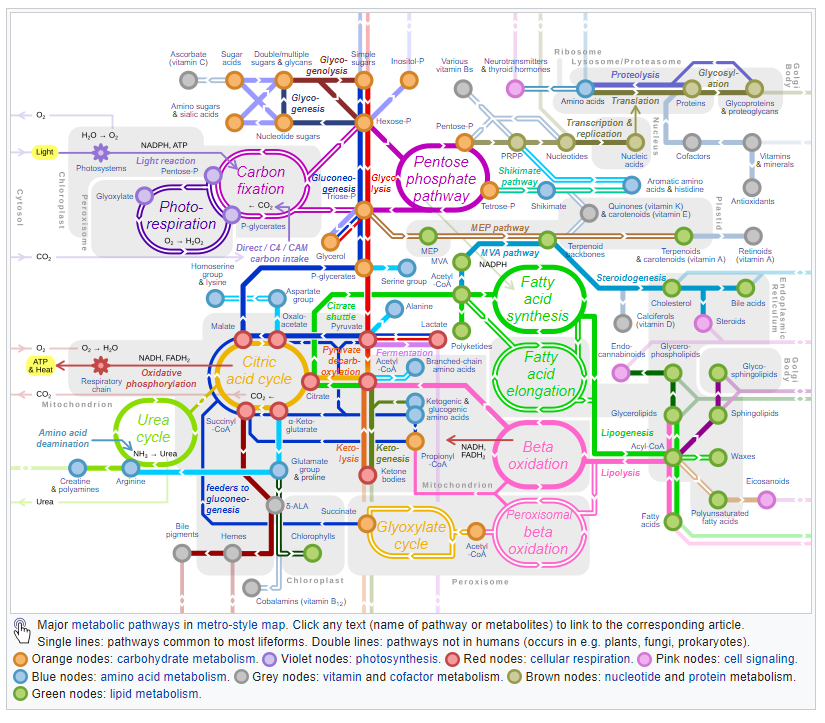 Ascorbate
(vitamin C)
Sugar
acids
Double/multiple
sugars & glycans
Glyco-
genolysis
Simple
sugars
Inositol-P
Various
vitamin Bs
Neurotransmitters
& thyroid hormones
Ribosome
Lysosome/Proteasome
Proteolysis
Glycosyl-
ation
Golgi
Body
Amino sugars
& sialic acids
Glyco-
genesis
Nucleotide sugars
Hexose-P
Amino acids
Translation
Proteins
Glycoproteins
& proteoglycans
O₂
H₂O → O₂
NADPH, ATP
Light
Photosystems
Light reaction
Pentose-P
Carbon
fixation
← CO₂
Gluconeo-
genesis
Glyco
lysis
Triose-P
Pentose
phosphate
pathway
Pentose-P
PRPP
Transcription &
replication
Nucleotides
Nucleic
acids
Nucleus
Cofactors
Vitamins
& minerals
Antioxidants
Shikimate
pathway
Tetrose-P
Shikimate
Aromatic amino
acids & histidine
Quinones (vitamin K)
& carotenoids (vitamin E)
Plastid
Cytosol
Chloroplast
Peroxisome
Glyoxylate
Photo-
respiration
O₂ → H₂O₂
P-glycerates
CO₂
Direct / C4 / CAM
carbon intake
Glycerol
P-glycerates
MEP pathway
MEP
MVA
MVA pathway
NADPH
Terpenoid
backbones
Terpenoids
& carotenoids (vitamin A)
Retinoids
(vitamin A)
Homoserine
group
& lysine
Aspartate
group
Serine group
Acetyl
-CoA
Fatty
acid
synthesis
Steroidogenesis
Cholesterol
Bile acids
Calciferols
(vitamin D)
Steroids
Endoplasmic
Reticulum
Malate
Oxalo-
acetate
Citrate
shuttle
Pyruvate
Alanine
Lactate
Polyketides
Fermentation
Pyruvate
decarb-
oxylation
Acetyl
-CoA
Branched-chain
amino acids
Fatty
acid
elongation
Endo-
cannabinoids
Glycero-
phospholipids
Glyco-
sphingolipids
Golgi
Body
O₂
O₂ → H₂O
NADH, FADH₂
ATP
& Heat
Respiratory
chain
Oxidative
phosphorylation
Citric
acid cycle
CO₂ ←
Citrate
CO₂
Mitochondrion
Urea
cycle
Amino acid
deamination
NH₃ → Urea
Succinyl
-CoA
α-Keto-
glutarate
Ketogenic &
glucogenic
amino acids
Glycerolipids
Sphingolipids
Lipogenesis
Acyl-CoA
Waxes
Lipolysis
Keto-
lysis
Keto-
genesis
Propionyl
-CoA
NADH,
FADH₂
Beta
oxidation
Mitochondrion
Creatine
& polyamines
Arginine
Glutamate
group
& proline
Ketone
bodies
feeders to
gluconeo-
genesis
Urea
δ-ALA
Succinate
Glyoxylate
cycle
Acetyl
-CoA
Peroxisomal
beta
oxidation
Fatty
acids
Polyunsaturated
fatty acids
Eicosanoids
Bile
pigments
Hemes
Chlorophylls
Chloroplast
Cobalamins (vitamin B₁₂)
Peroxisome
Major metabolic pathways in metro-style map. Click any text (name of pathway or metabolites) to link to the corresponding article.
Single lines: pathways common to most lifeforms. Double lines: pathways not in humans (occurs in e.g. plants, fungi, prokaryotes).
Orange nodes: carbohydrate metabolism. Violet nodes: photosynthesis. Red nodes: cellular respiration. Pink nodes: cell signaling.
Blue nodes: amino acid metabolism. Grey nodes: vitamin and cofactor metabolism. Brown nodes: nucleotide and protein metabolism.
Green nodes: lipid metabolism.